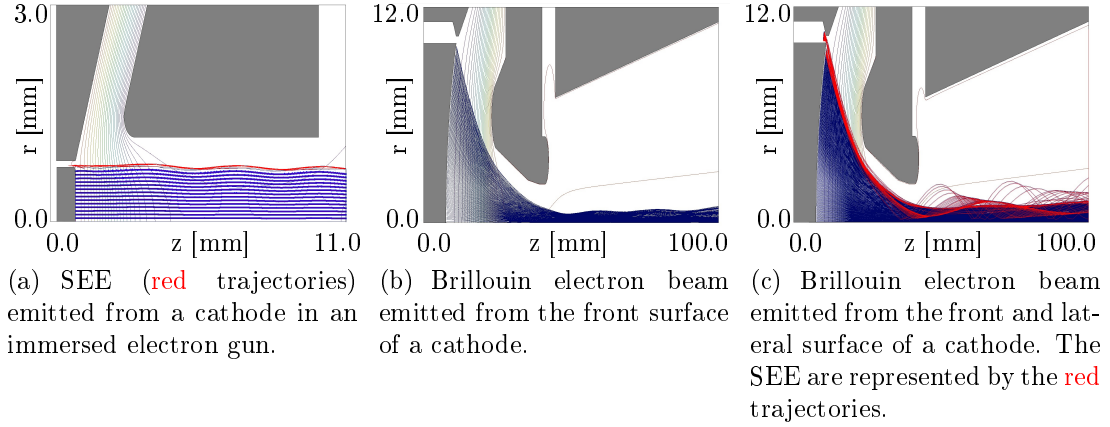 3.0
r [mm]
0.0
0.0
z [mm]
11.0
(a) SEE (red trajectories)
emitted from a cathode in an
immersed electron gun.
12.0
r [mm]
0.0
0.0
z [mm]
100.0
(b) Brillouin electron beam
emitted from the front surface
of a cathode.
12.0
r [mm]
0.0
0.0
z [mm]
100.0
(c) Brillouin electron beam
emitted from the front and lat-
eral surface of a cathode. The
SEE are represented by the red
trajectories.